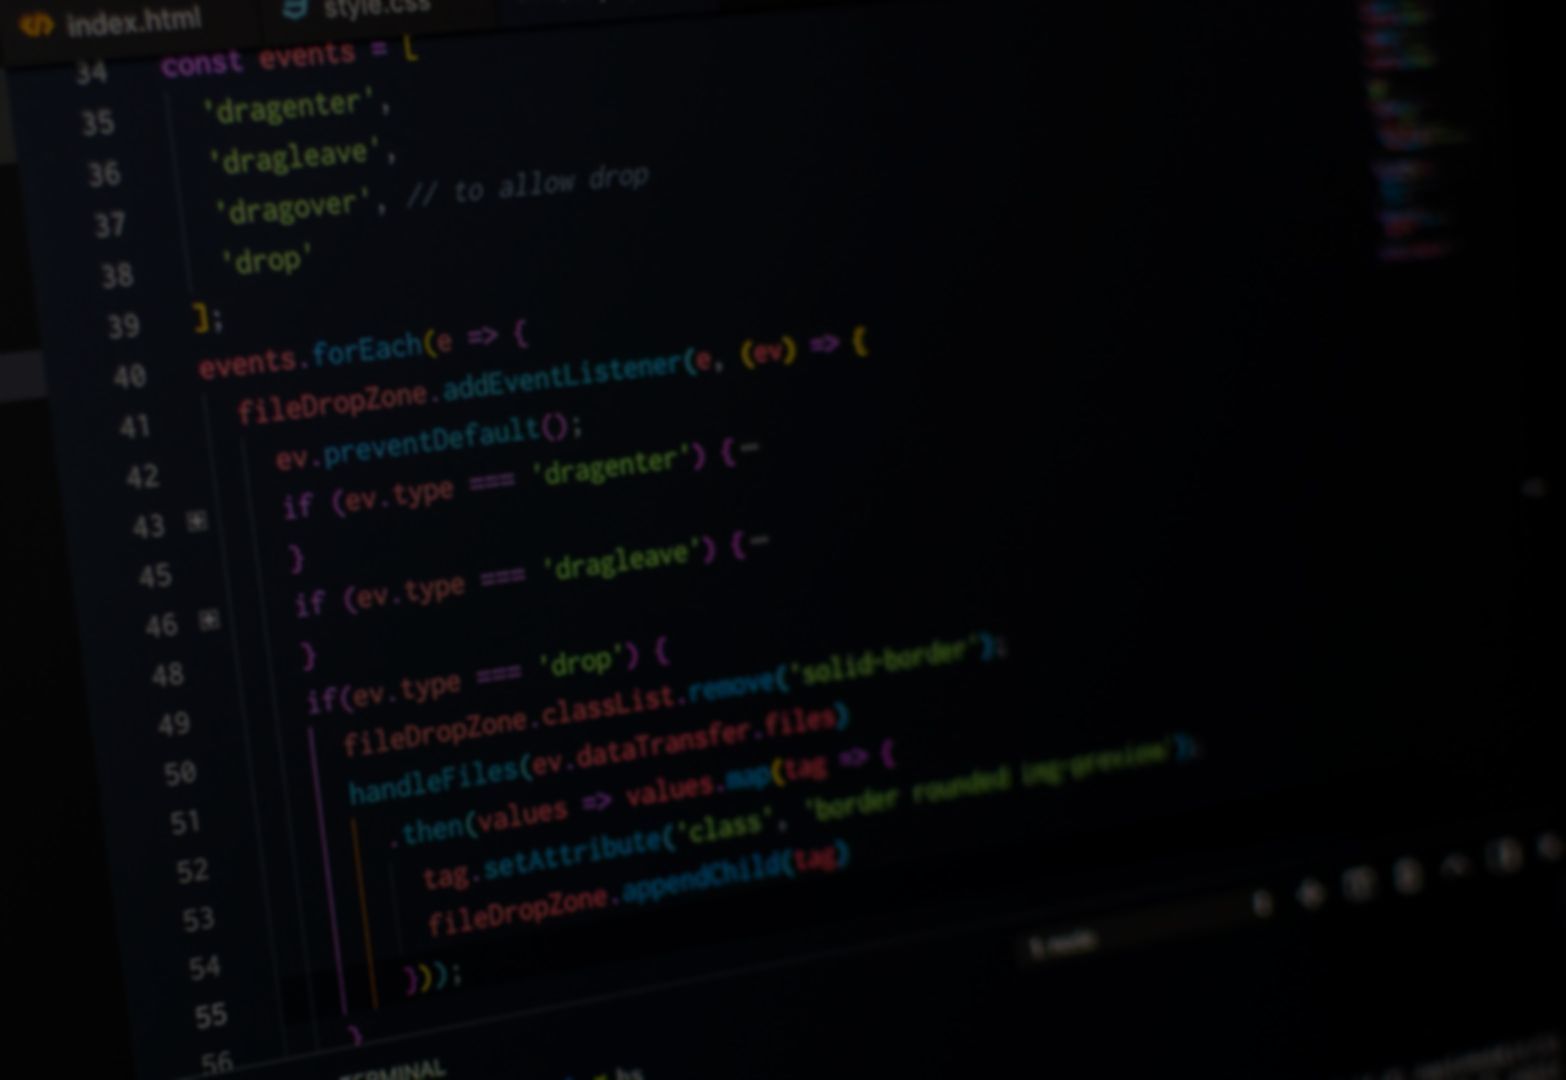 index.html style.css
34 const events = [
35 'dragenter',
36 'dragleave',
37 'dragover', // to allow drop
38 'drop'
39 ];
40 events.forEach(e => {
41 fileDropZone.addEventListener(e, (ev) => {
42 ev.preventDefault();
43 if (ev.type === 'dragenter') {
45 }
46 if (ev.type === 'dragleave') {
48 }
49 if(ev.type === 'drop') {
50 fileDropZone.classList.remove('solid-border');
51 handleFiles(ev.dataTransfer.files)
52 .then(values => values.map(tag => {
53 tag.setAttribute('class', 'border rounded img-preview');
54 fileDropZone.appendChild(tag)
55 }));
56 }
TERMINAL
node